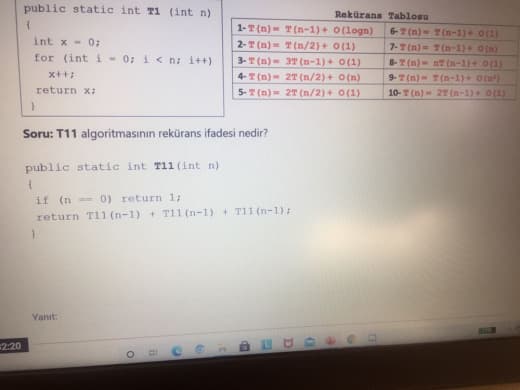 public static int T1 (int n)
{
int x = 0;
for (int i = 0; i < n; i++)
x++;
return x;
}
Rekürans Tablosu
1- T(n)= T(n-1)+ O(logn)
6- T(n)= T(n-1)+ O(1)
2- T(n)= T(n/2)+ O(1)
7- T(n)= T(n-1)+ O(n)
3- T(n)= 3T(n-1)+ O(1)
8- T(n)= nT(n-1)+ O(1)
4- T(n)= 2T(n/2)+ O(n)
9- T(n)= T(n-1)+ O(n²)
5- T(n)= 2T(n/2)+ O(1)
10- T(n)= 2T(n-1)+ O(1)
Soru: T11 algoritmasının rekürans ifadesi nedir?
public static int T11(int n)
{
if (n == 0) return 1;
return T11(n-1) + T11(n-1) + T11(n-1);
}
Yanıt:
2:20